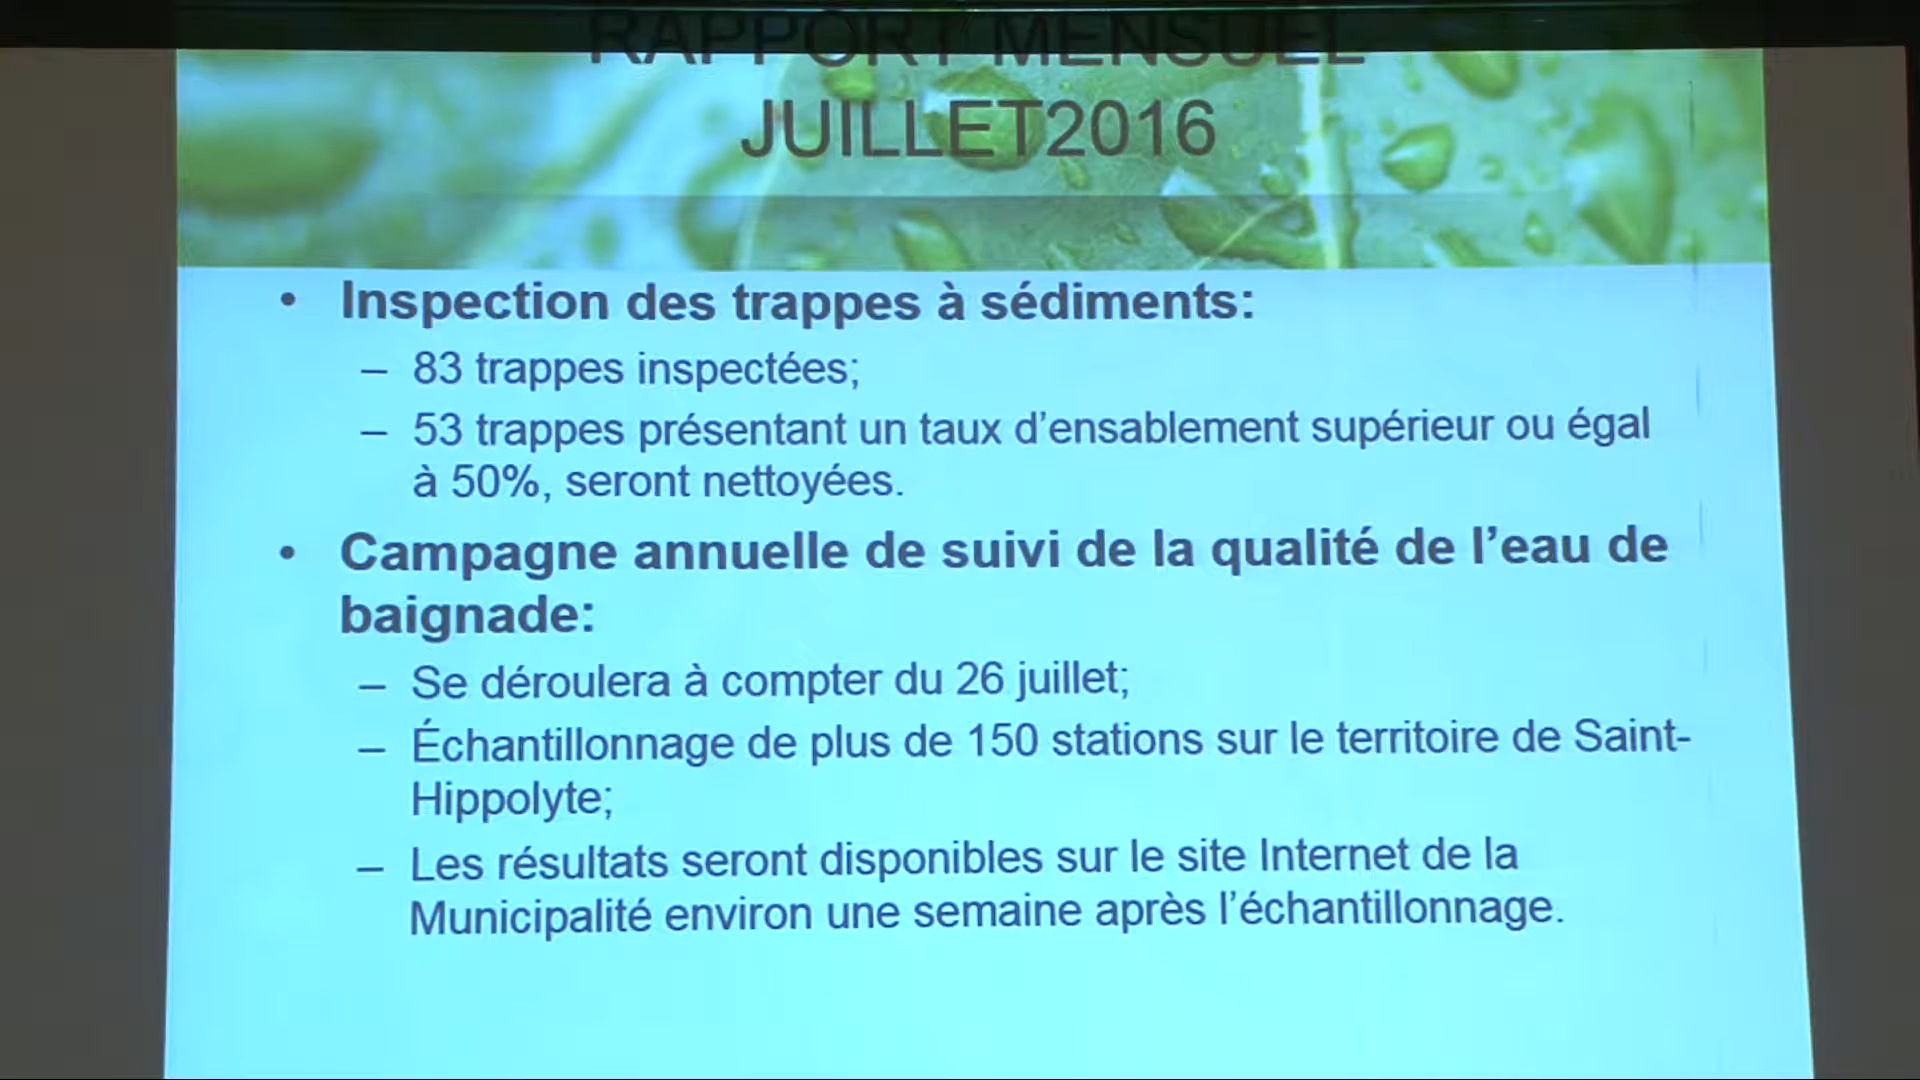 RAPPORT MENSUEL
JUILLET2016
• Inspection des trappes à sédiments:
– 83 trappes inspectées;
– 53 trappes présentant un taux d’ensablement supérieur ou égal
à 50%, seront nettoyées.
• Campagne annuelle de suivi de la qualité de l’eau de
baignade:
– Se déroulera à compter du 26 juillet;
– Échantillonnage de plus de 150 stations sur le territoire de Saint-
Hippolyte;
– Les résultats seront disponibles sur le site Internet de la
Municipalité environ une semaine après l’échantillonnage.